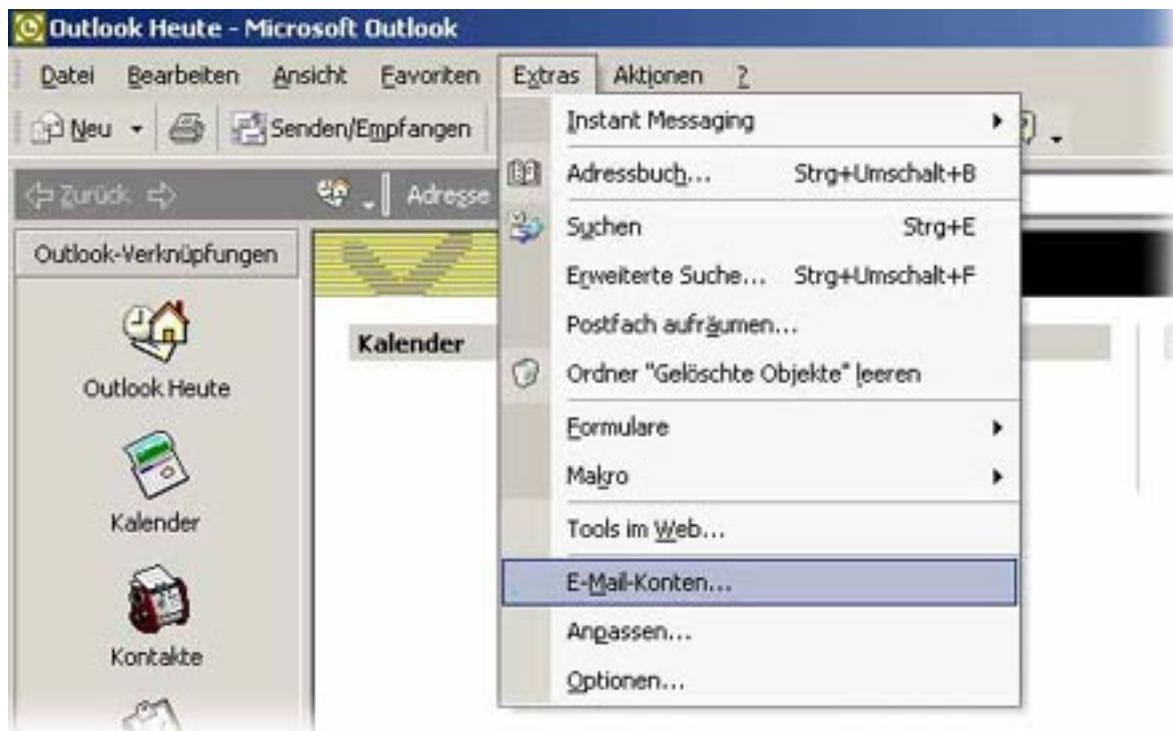 Outlook Heute - Microsoft Outlook
Datei Bearbeiten Ansicht Favoriten Extras Aktionen ?
Neu Senden/Empfangen
Zurück Adresse
Outlook-Verknüpfungen
Outlook Heute
Kalender
Kontakte
Kalender
Instant Messaging
Adressbuch... Strg+Umschalt+B
Suchen Strg+E
Erweiterte Suche... Strg+Umschalt+F
Postfach aufräumen...
Ordner "Gelöschte Objekte" leeren
Formulare
Makro
Tools im Web...
E-Mail-Konten...
Anpassen...
Optionen...